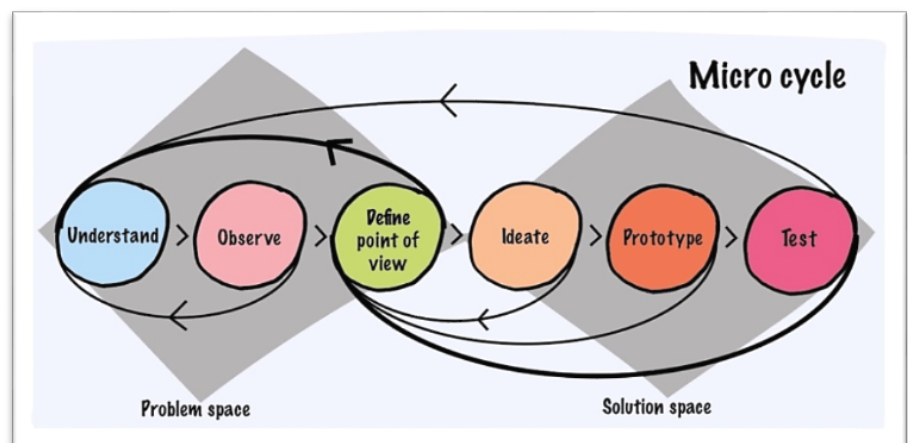 Micro cycle
Understand
Observe
Define
point of
view
Ideate
Prototype
Test
Problem space
Solution space